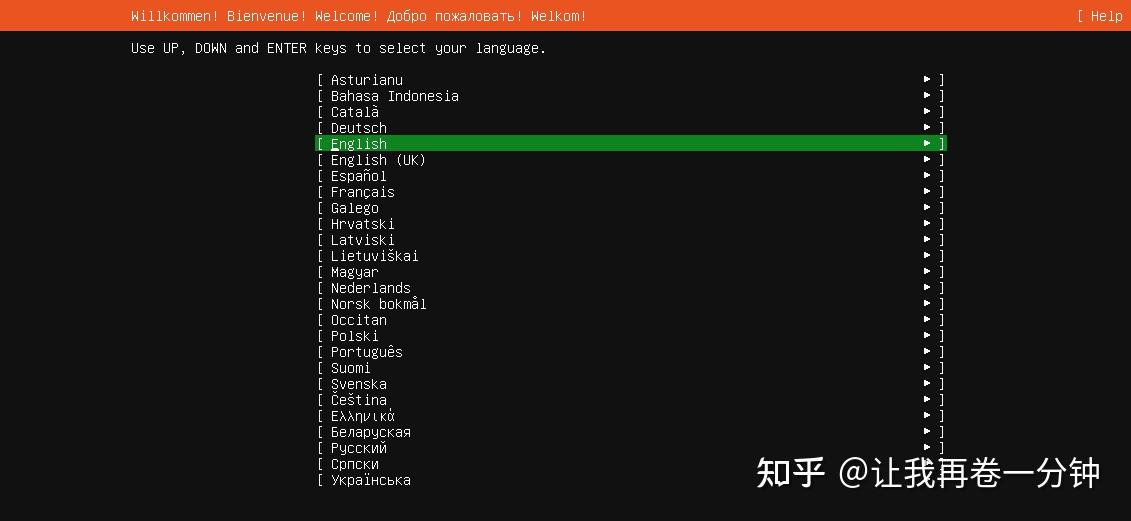 Willkommen! Bienvenue! Welcome! Добро пожаловать! Welkom! [ Help
Use UP, DOWN and ENTER keys to select your language.
[ Asturianu ► ]
[ Bahasa Indonesia ► ]
[ Català ► ]
[ Deutsch ► ]
[ English ► ]
[ English (UK) ► ]
[ Español ► ]
[ Français ► ]
[ Galego ► ]
[ Hrvatski ► ]
[ Latviski ► ]
[ Lietuviškai ► ]
[ Magyar ► ]
[ Nederlands ► ]
[ Norsk bokmål ► ]
[ Occitan ► ]
[ Polski ► ]
[ Português ► ]
[ Suomi ► ]
[ Svenska ► ]
[ Čeština ► ]
[ Ελληνικά ► ]
[ Беларуская ► ]
[ Русский ► ]
[ Српски ► ]
[ Українська ► ]
知乎 @让我再卷一分钟